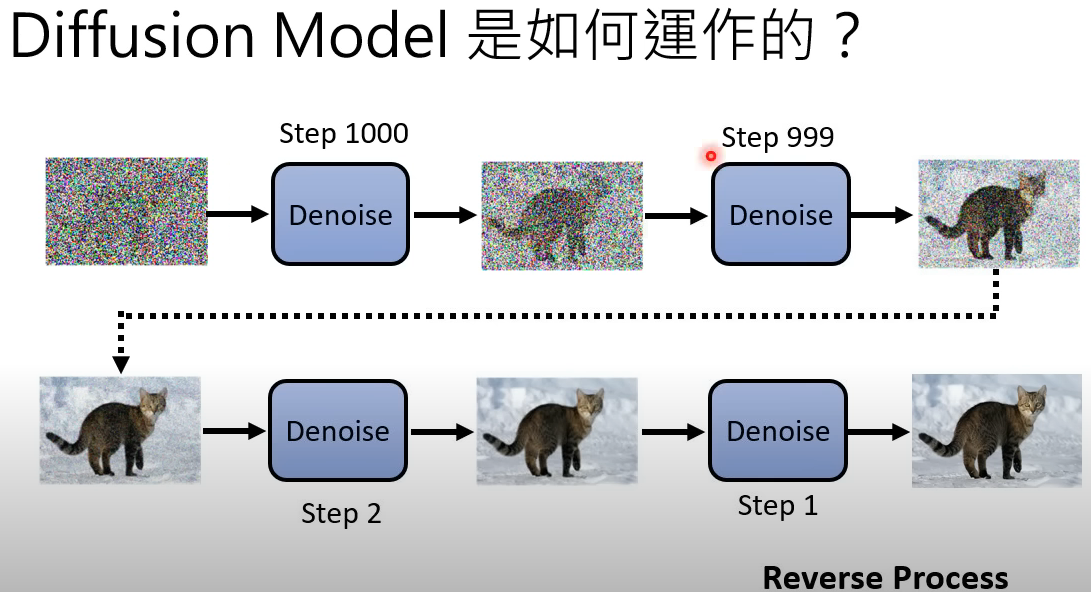 Diffusion Model 是如何運作的？
Step 1000
Step 999
Denoise
Denoise
Denoise
Denoise
Step 2
Step 1
Reverse Process